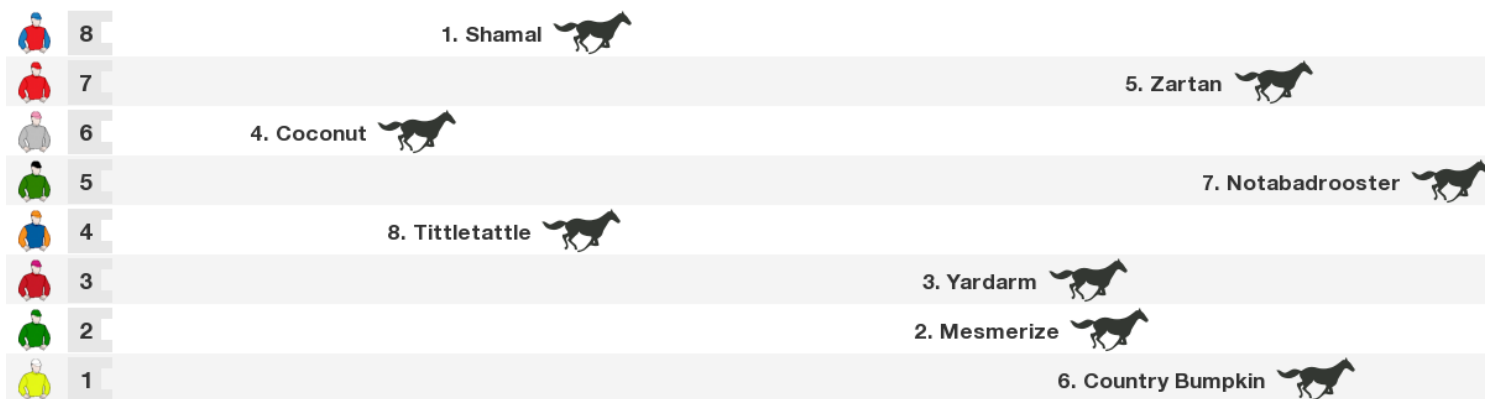 8 1. Shamal
7 5. Zartan
6 4. Coconut
5 7. Notabadrooster
4 8. Tittletattle
3 3. Yardarm
2 2. Mesmerize
1 6. Country Bumpkin